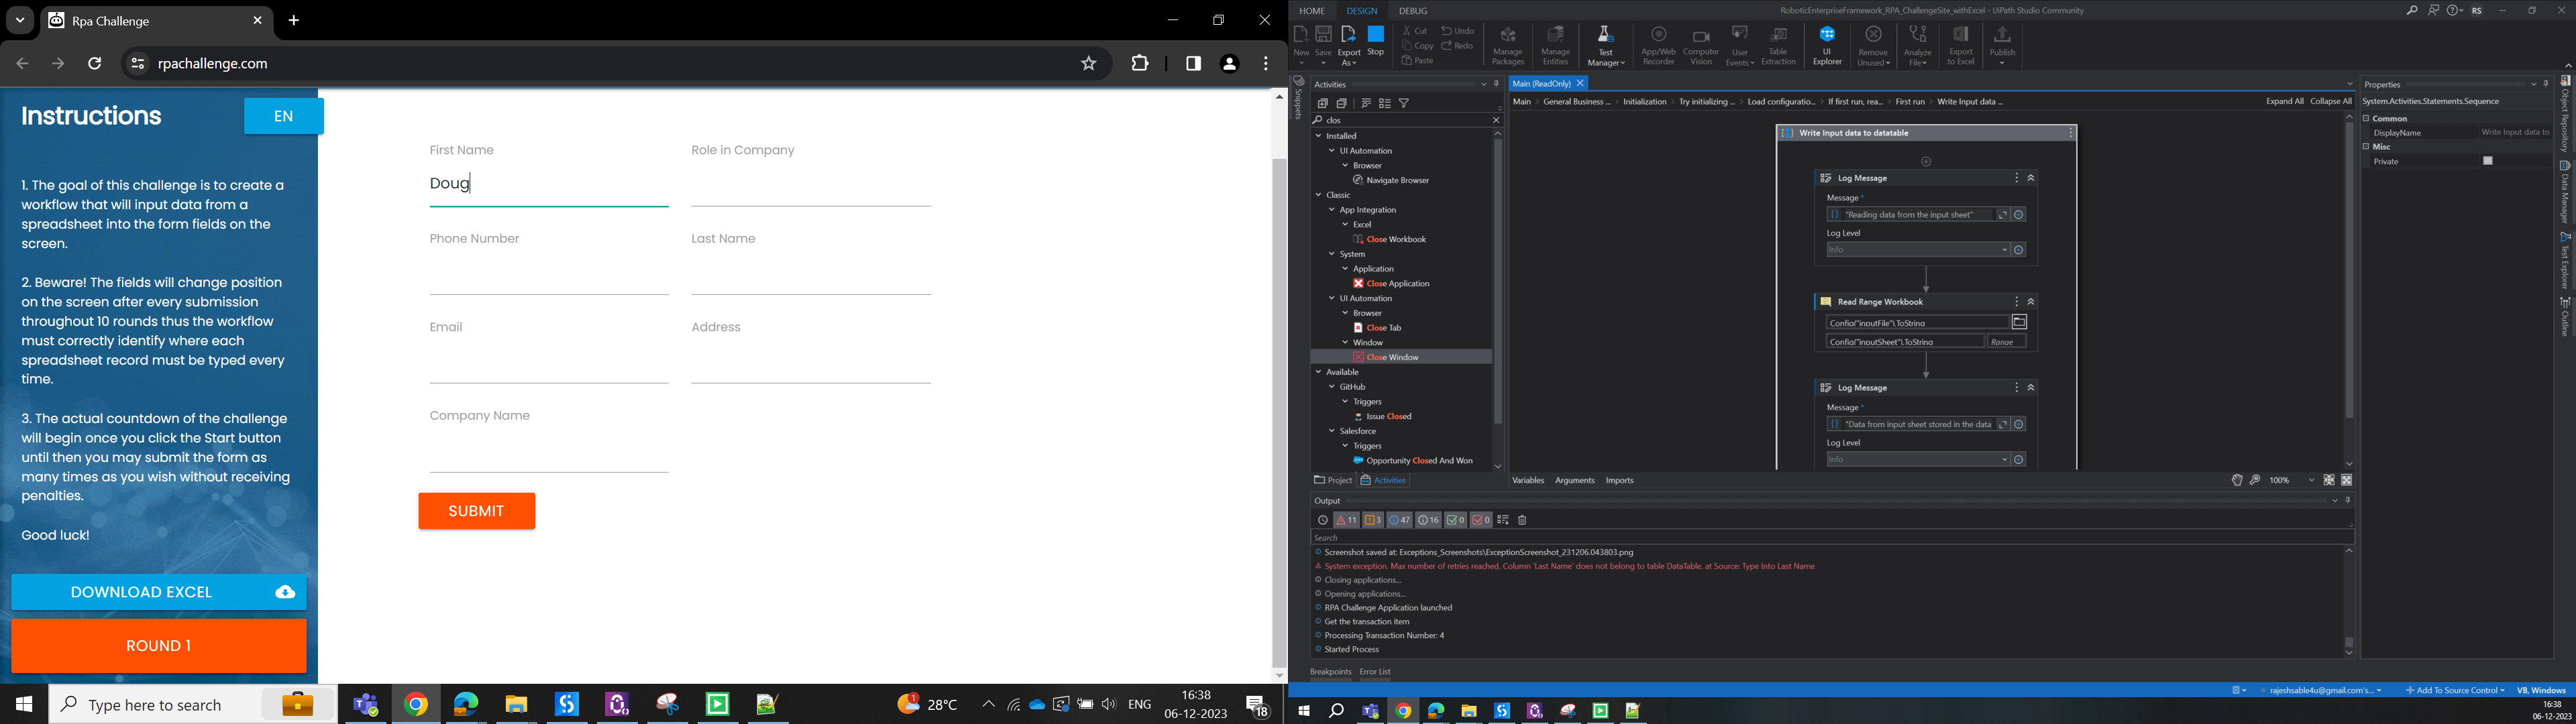 Rpa Challenge
rpachallenge.com
Instructions
EN
1. The goal of this challenge is to create a
workflow that will input data from a
spreadsheet into the form fields on the
screen.
2. Beware! The fields will change position
on the screen after every submission
throughout 10 rounds thus the workflow
must correctly identify where each
spreadsheet record must be typed every
time.
3. The actual countdown of the challenge
will begin once you click the Start button
until then you may submit the form as
many times as you wish without receiving
penalties.
Good luck!
DOWNLOAD EXCEL
ROUND 1
First Name
Role in Company
Doug
Phone Number
Last Name
Email
Address
Company Name
SUBMIT
Type here to search
28°C
ENG
16:38
06-12-2023
18
HOME
DESIGN
DEBUG
RoboticEnterpriseFramework_RPA_ChallengeSite_withExcel - UiPath Studio Community
RS
New
Save
Export
As
Stop
Cut
Copy
Paste
Undo
Redo
Manage
Packages
Manage
Entities
Test
Manager
App/Web
Recorder
Computer
Vision
User
Events
Table
Extraction
UI
Explorer
Remove
Unused
Analyze
File
Export
to Excel
Publish
Snippets
Activities
clos
Installed
UI Automation
Browser
Navigate Browser
Classic
App Integration
Excel
Close Workbook
System
Application
Close Application
UI Automation
Browser
Close Tab
Window
Close Window
Available
GitHub
Triggers
Issue Closed
Salesforce
Triggers
Opportunity Closed And Won
Project
Activities
Main (ReadOnly)
Main
General Business ...
Initialization
Try initializing ...
Load configuratio...
If first run, rea...
First run
Write Input data ...
Expand All
Collapse All
Write Input data to datatable
Log Message
Message *
"Reading data from the input sheet"
Log Level
Info
Read Range Workbook
Config("inputFile").ToString
Config("inputSheet").ToString
Range
Log Message
Message *
"Data from input sheet stored in the data
Log Level
Info
Variables
Arguments
Imports
100%
Properties
System.Activities.Statements.Sequence
Common
DisplayName
Write Input data to
Misc
Private
Object Repository
Data Manager
Test Explorer
Outline
Output
11
3
47
16
0
0
Search
Screenshot saved at: Exceptions_Screenshots\ExceptionScreenshot_231206.043803.png
System exception. Max number of retries reached. Column 'Last Name' does not belong to table DataTable. at Source: Type Into Last Name
Closing applications...
Opening applications...
RPA Challenge Application launched
Get the transaction item
Processing Transaction Number: 4
Started Process
Breakpoints
Error List
rajeshsable4u@gmail.com's...
Add To Source Control
VB, Windows
16:38
06-12-2023